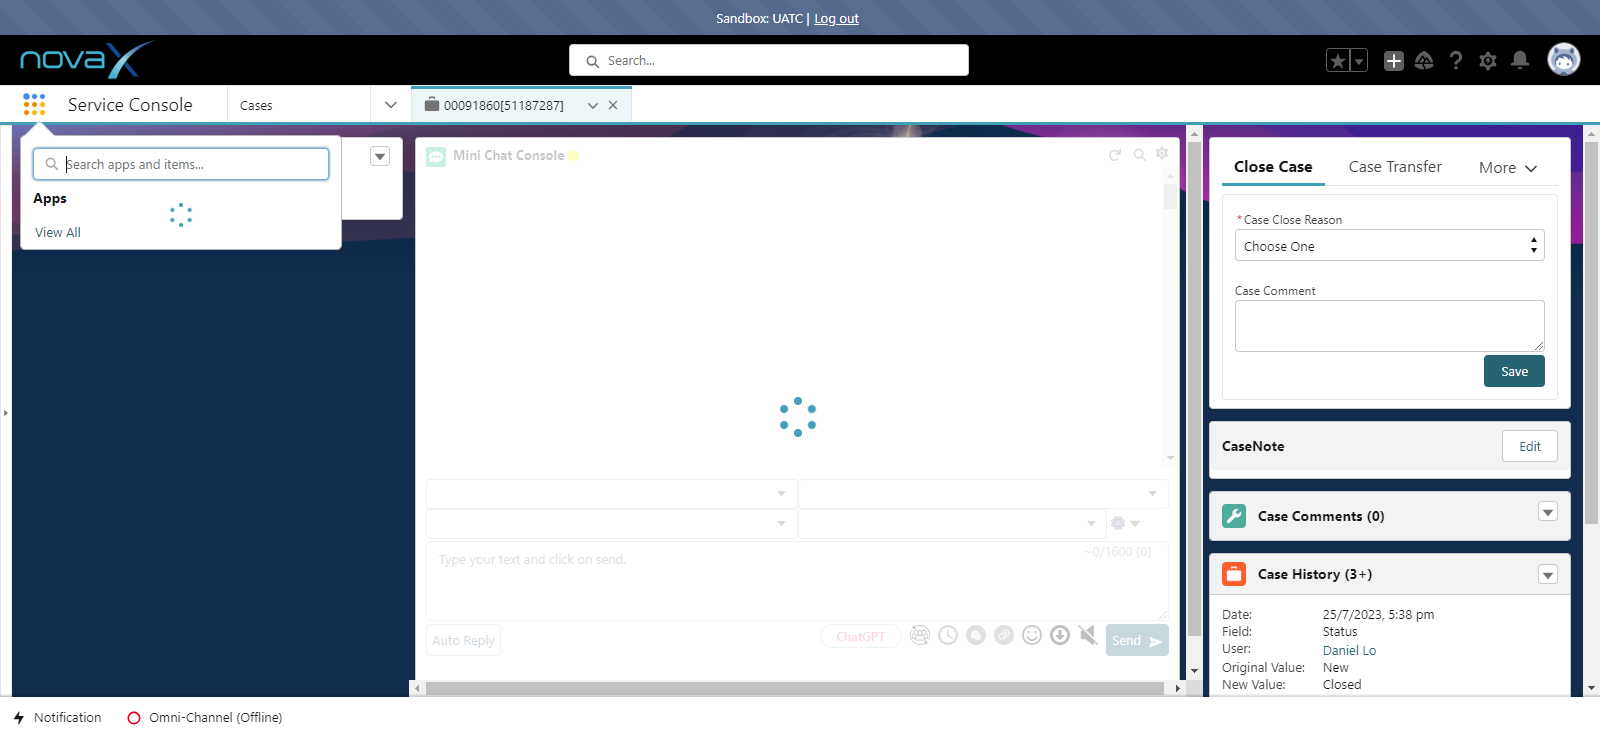 Sandbox: UATC | Log out
novaX
Search...
Service Console
Cases
00091860[51187287]
Search apps and items...
Apps
View All
Mini Chat Console
Type your text and click on send.
~0/1600 [0]
Auto Reply
ChatGPT
Send
Close Case
Case Transfer
More
*Case Close Reason
Choose One
Case Comment
Save
CaseNote
Edit
Case Comments (0)
Case History (3+)
Date: 25/7/2023, 5:38 pm
Field: Status
User: Daniel Lo
Original Value: New
New Value: Closed
Notification
Omni-Channel (Offline)